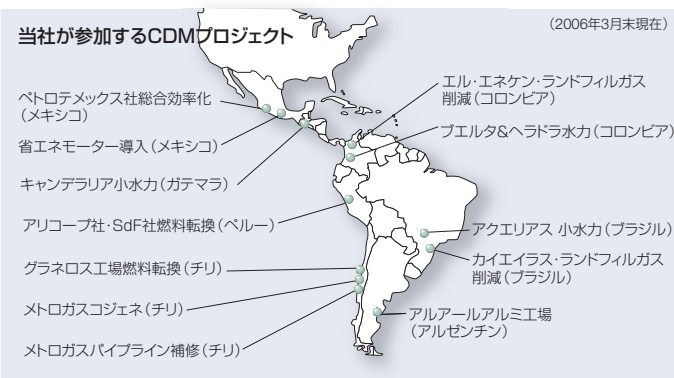 当社が参加するCDMプロジェクト
（2006年3月末現在）
ペトロテメックス社総合効率化
（メキシコ）
省エネモーター導入（メキシコ）
キャンデラリア小水力（ガテマラ）
アリコープ社・SdF社燃料転換（ペルー）
グラネロス工場燃料転換（チリ）
メトロガスコジェネ（チリ）
メトロガスパイプライン補修（チリ）
エル・エネケン・ランドフィルガス
削減（コロンビア）
ブエルタ&ヘラドラ水力（コロンビア）
アクエリアス 小水力（ブラジル）
カイエイラス・ランドフィルガス
削減（ブラジル）
アルアールアルミ工場
（アルゼンチン）